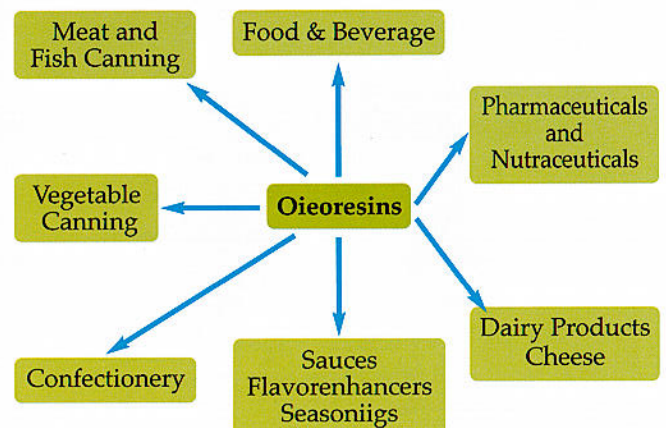 Meat and
Fish Canning
Food & Beverage
Pharmaceuticals
and
Nutraceuticals
Vegetable
Canning
Oieoresins
Dairy Products
Cheese
Confectionery
Sauces
Flavorenhancers
Seasoniigs